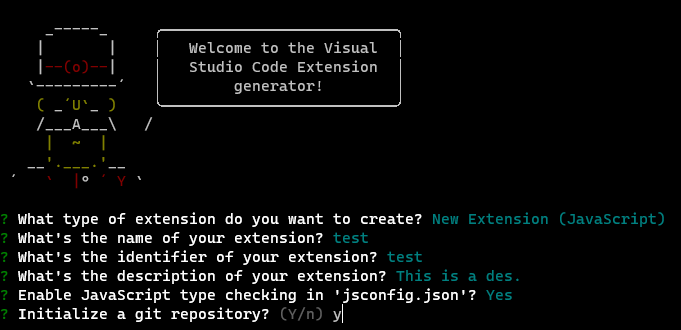 Welcome to the Visual
Studio Code Extension
generator!
? What type of extension do you want to create? New Extension (JavaScript)
? What's the name of your extension? test
? What's the identifier of your extension? test
? What's the description of your extension? This is a des.
? Enable JavaScript type checking in 'jsconfig.json'? Yes
? Initialize a git repository? (Y/n) y